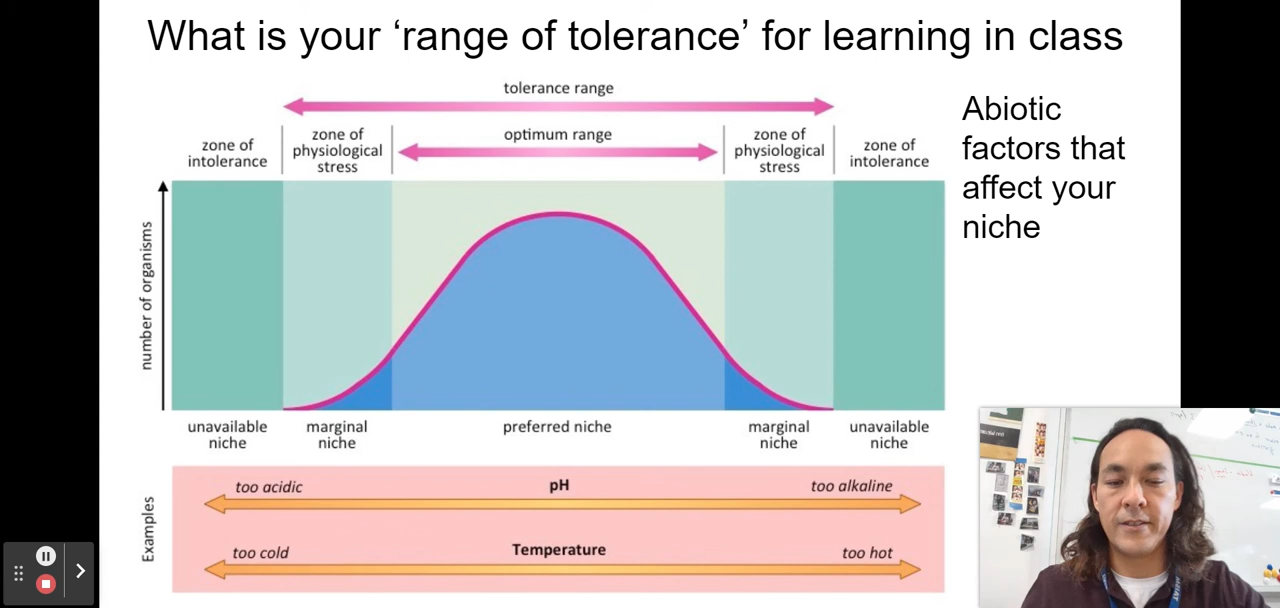 What is your ‘range of tolerance’ for learning in class
tolerance range
zone of
intolerance
zone of
physiological
stress
optimum range
zone of
physiological
stress
zone of
intolerance
Abiotic
factors that
affect your
niche
number of organisms
unavailable
niche
marginal
niche
preferred niche
marginal
niche
unavailable
niche
Examples
too acidic
pH
too alkaline
too cold
Temperature
too hot